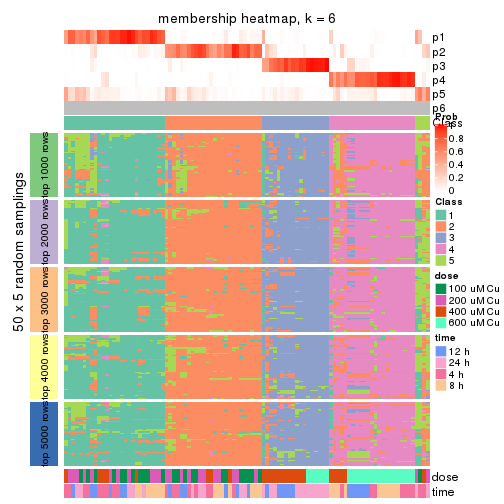 membership heatmap, k = 6
p1
p2
p3
p4
p5
p6
Class
Prob
1
0.8
0.6
0.4
0.2
0
Class
1
2
3
4
5
dose
100 uM Cu
200 uM Cu
400 uM Cu
600 uM Cu
time
12 h
24 h
4 h
8 h
50 x 5 random samplings
top 1000 rows
top 2000 rows
top 3000 rows
top 4000 rows
top 5000 rows
dose
time